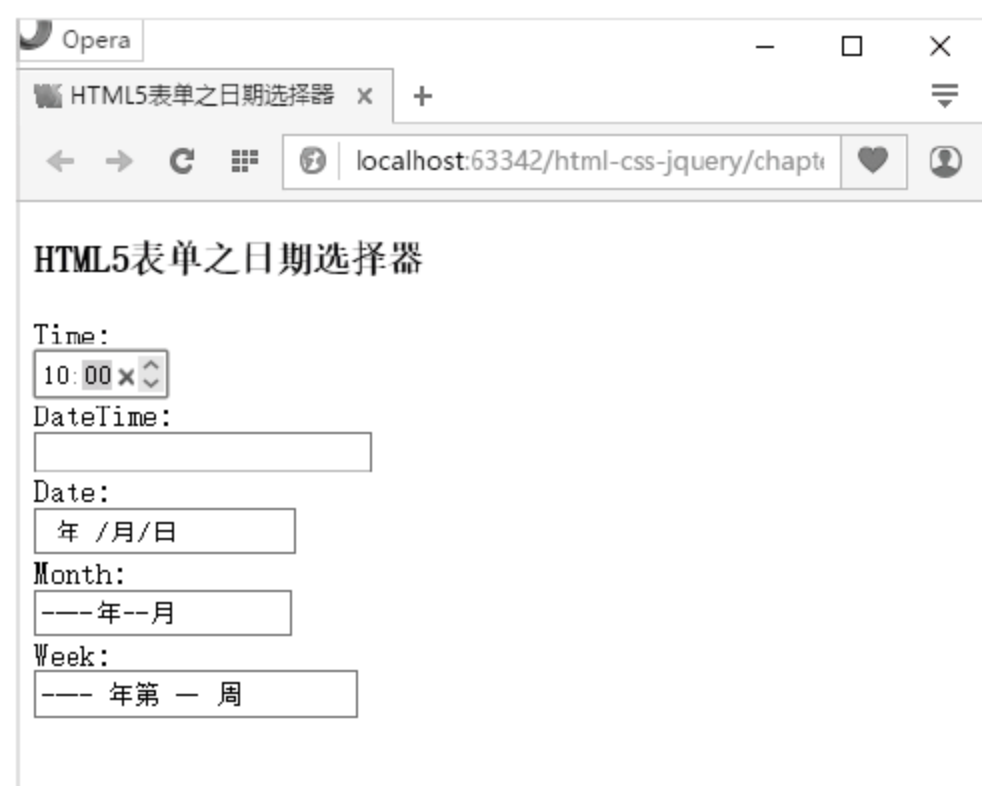 Opera
HTML5表单之日期选择器
localhost:63342/html-css-jquery/chapte
HTML5表单之日期选择器
Time:
10:00
DateTime:
Date:
年 /月/日
Month:
----年--月
Week:
---- 年第 -- 周